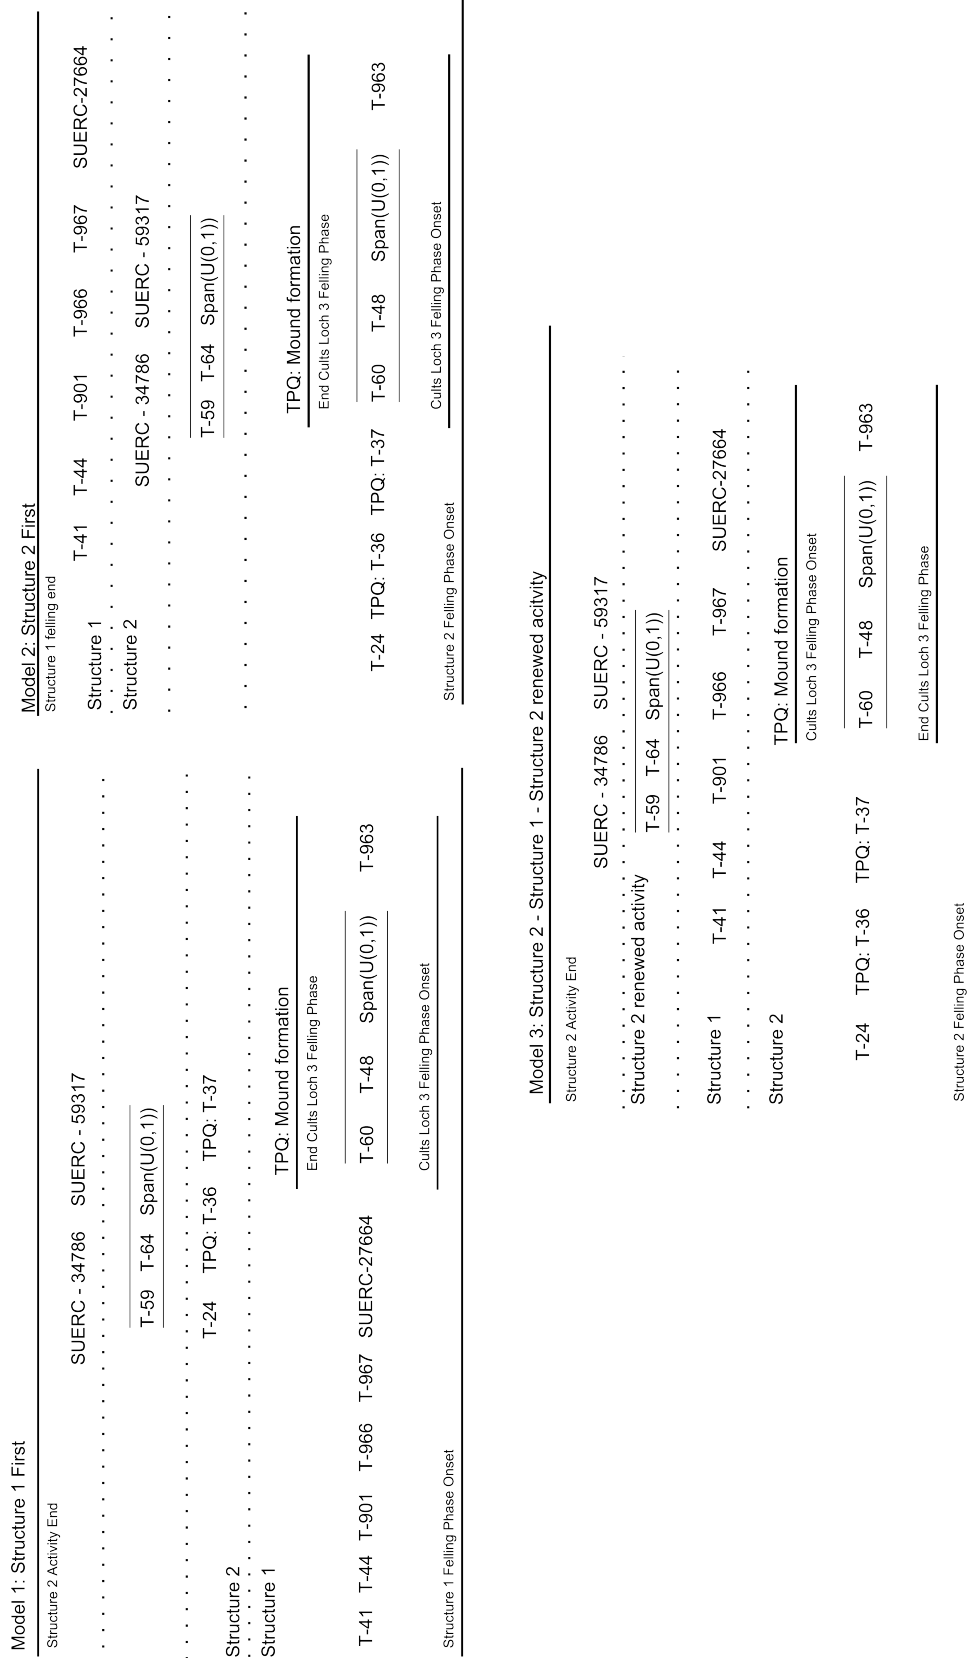 Model 1: Structure 1 First
Structure 2 Activity End
SUERC - 34786 SUERC - 59317
T-59 T-64 Span(U(0,1))
T-24 TPQ: T-36 TPQ: T-37
Structure 2
Structure 1
TPQ: Mound formation
End Cults Loch 3 Felling Phase
T-41 T-44 T-901 T-966 T-967 SUERC-27664 T-60 T-48 Span(U(0,1)) T-963
Cults Loch 3 Felling Phase Onset
Structure 1 Felling Phase Onset
Model 2: Structure 2 First
Structure 1 felling end
T-41 T-44 T-901 T-966 T-967 SUERC-27664
Structure 1
Structure 2
SUERC - 34786 SUERC - 59317
T-59 T-64 Span(U(0,1))
TPQ: Mound formation
End Cults Loch 3 Felling Phase
T-24 TPQ: T-36 TPQ: T-37 T-60 T-48 Span(U(0,1)) T-963
Cults Loch 3 Felling Phase Onset
Structure 2 Felling Phase Onset
Model 3: Structure 2 - Structure 1 - Structure 2 renewed acitvity
Structure 2 Activity End
SUERC - 34786 SUERC - 59317
Structure 2 renewed activity
T-59 T-64 Span(U(0,1))
Structure 1
T-41 T-44 T-901 T-966 T-967 SUERC-27664
Structure 2
TPQ: Mound formation
Cults Loch 3 Felling Phase Onset
T-24 TPQ: T-36 TPQ: T-37 T-60 T-48 Span(U(0,1)) T-963
End Cults Loch 3 Felling Phase
Structure 2 Felling Phase Onset